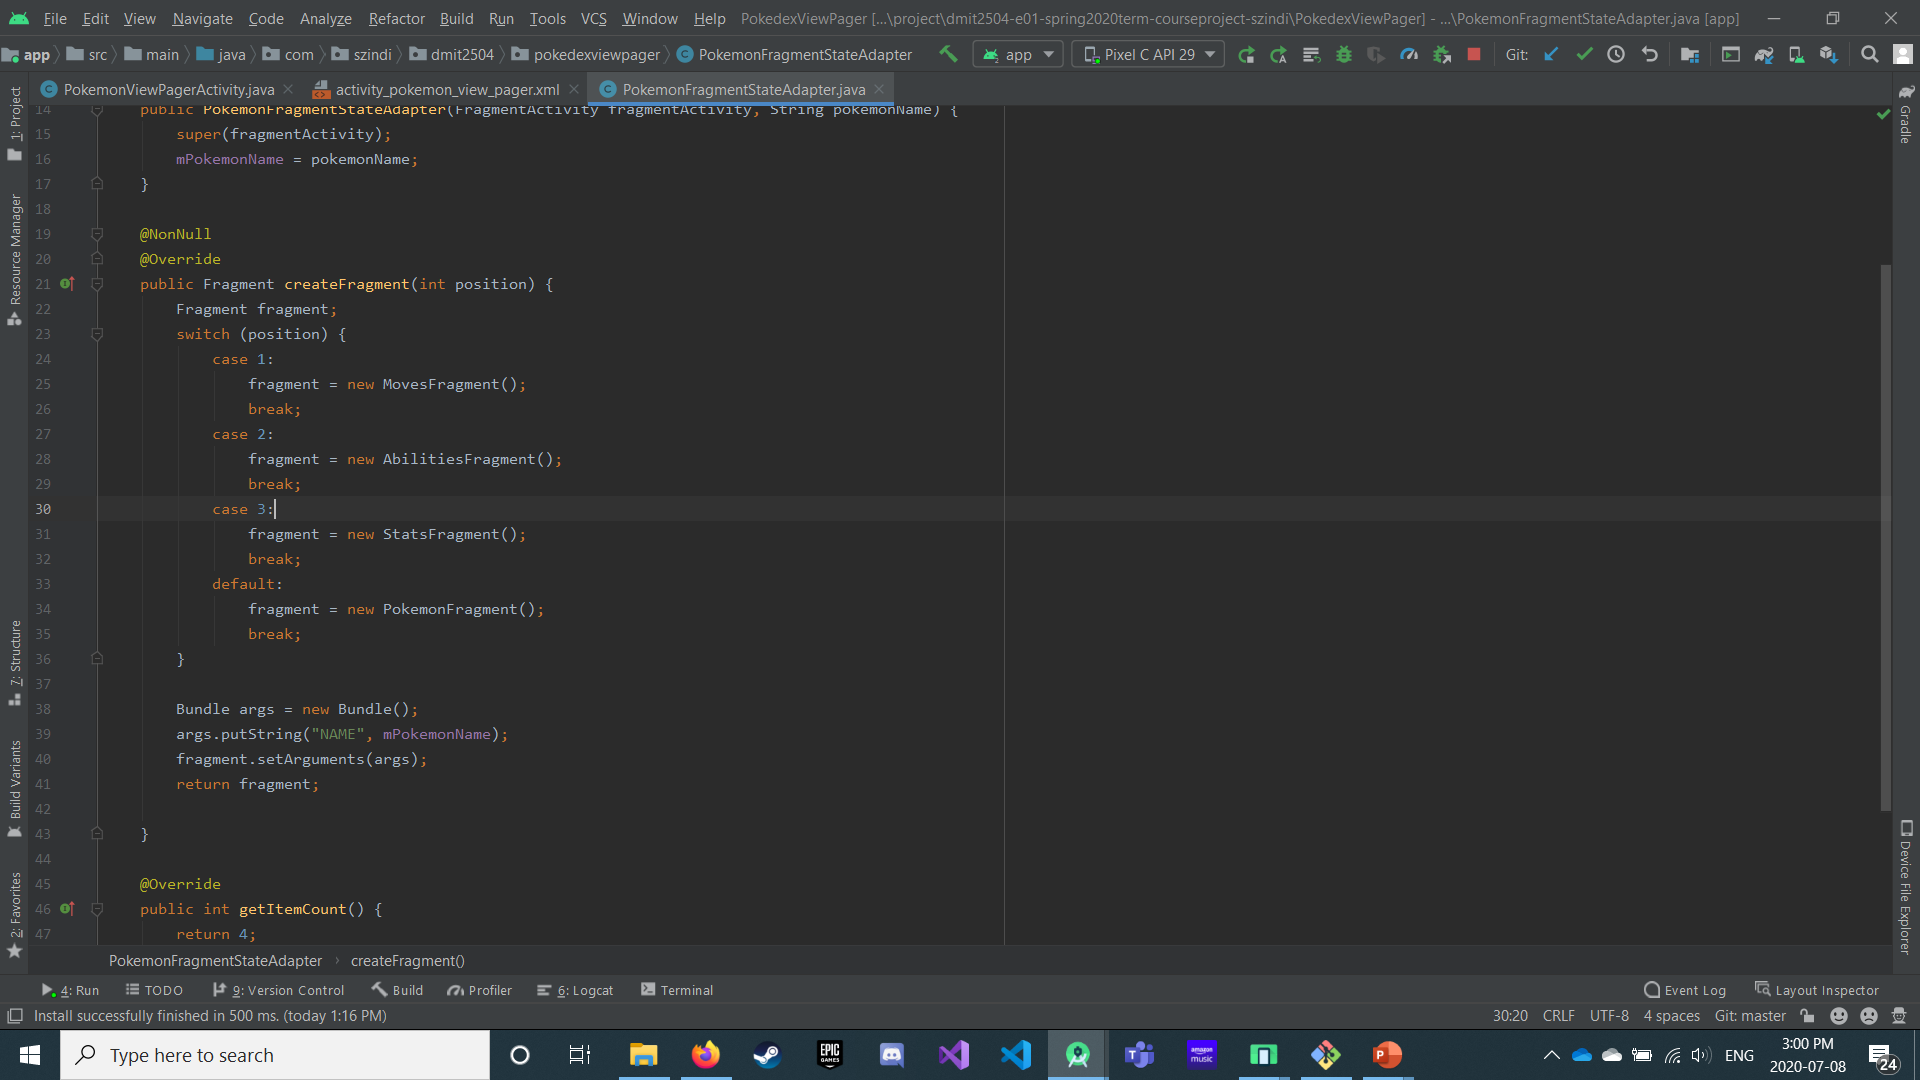 File Edit View Navigate Code Analyze Refactor Build Run Tools VCS Window Help PokedexViewPager [...\project\dmit2504-e01-spring2020term-courseproject-szindi\PokedexViewPager] - ...\PokemonFragmentStateAdapter.java [app]
app src main java com szindi dmit2504 pokedexviewpager PokemonFragmentStateAdapter app Pixel C API 29 Git:
PokemonViewPagerActivity.java activity_pokemon_view_pager.xml PokemonFragmentStateAdapter.java
1: Project
Resource Manager
7: Structure
Build Variants
2: Favorites
14 public PokemonFragmentStateAdapter(FragmentActivity fragmentActivity, String pokemonName) {
15 super(fragmentActivity);
16 mPokemonName = pokemonName;
17 }
18
19 @NonNull
20 @Override
21 public Fragment createFragment(int position) {
22 Fragment fragment;
23 switch (position) {
24 case 1:
25 fragment = new MovesFragment();
26 break;
27 case 2:
28 fragment = new AbilitiesFragment();
29 break;
30 case 3:
31 fragment = new StatsFragment();
32 break;
33 default:
34 fragment = new PokemonFragment();
35 break;
36 }
37
38 Bundle args = new Bundle();
39 args.putString("NAME", mPokemonName);
40 fragment.setArguments(args);
41 return fragment;
42
43 }
44
45 @Override
46 public int getItemCount() {
47 return 4;
Gradle
Device File Explorer
PokemonFragmentStateAdapter › createFragment()
4: Run TODO 9: Version Control Build Profiler 6: Logcat Terminal Event Log Layout Inspector
Install successfully finished in 500 ms. (today 1:16 PM) 30:20 CRLF UTF-8 4 spaces Git: master
Type here to search EPIC GAMES amazon music ENG 3:00 PM
2020-07-08 24